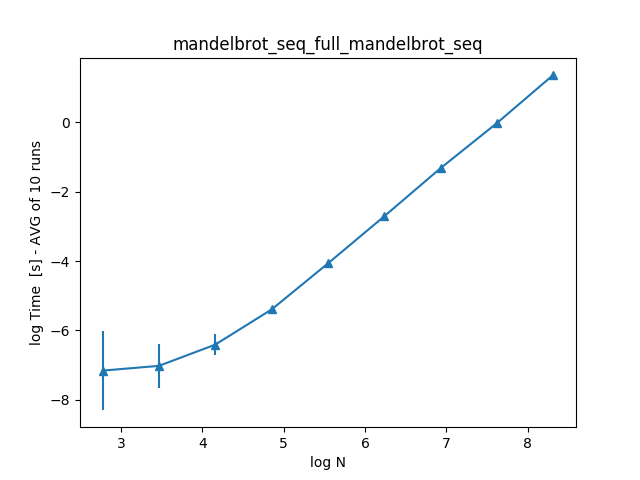 mandelbrot_seq_full_mandelbrot_seq
log Time  [s] - AVG of 10 runs
0
−2
−4
−6
−8
3 4 5 6 7 8
log N